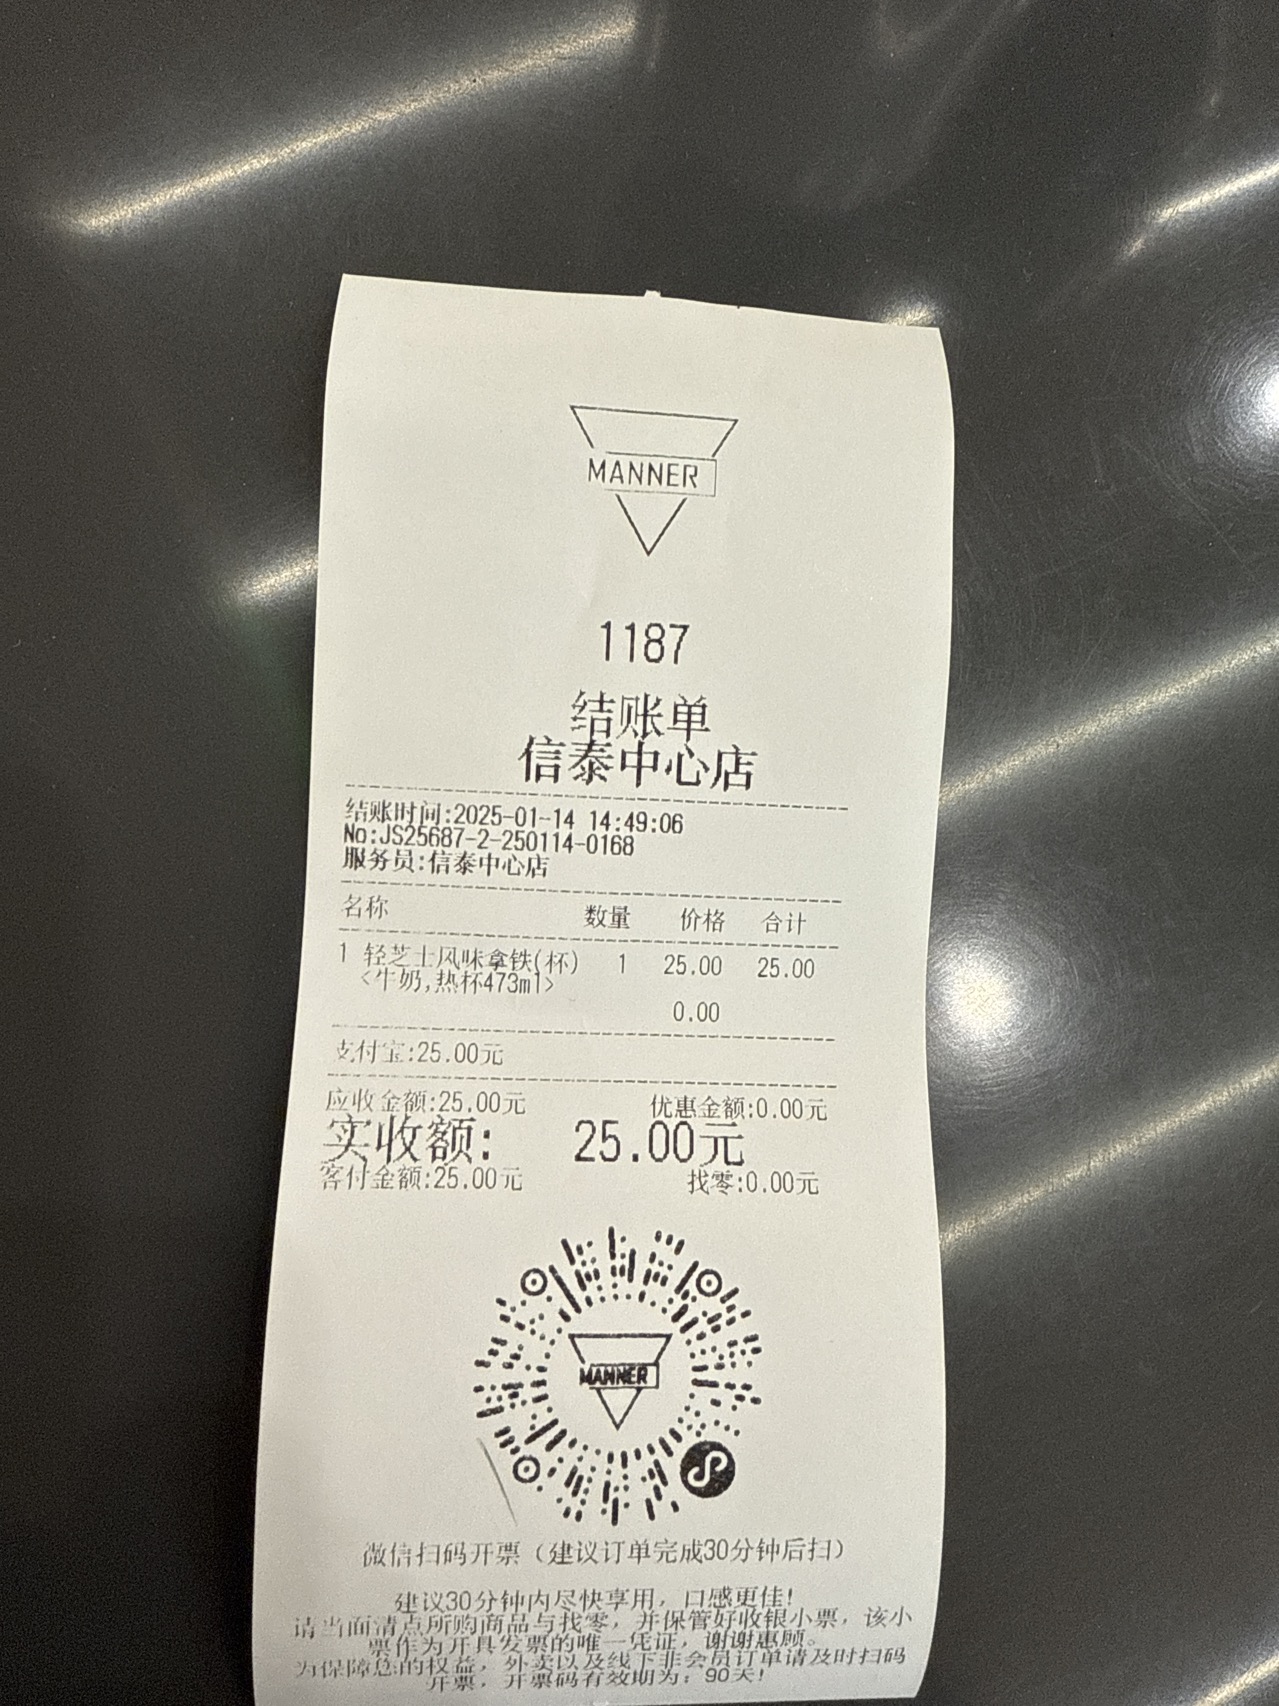 MANNER
1187
结账单
信泰中心店
结账时间:2025-01-14 14:49:06
No:JS25687-2-250114-0168
服务员:信泰中心店
名称 数量 价格 合计
1 轻芝士风味拿铁(杯) 1 25.00 25.00
<牛奶,热杯473ml>
0.00
支付宝:25.00元
应收金额:25.00元 优惠金额:0.00元
实收额: 25.00元
客付金额:25.00元 找零:0.00元
MANNER
微信扫码开票（建议订单完成30分钟后扫）
建议30分钟内尽快享用，口感更佳!
请当面清点所购商品与找零，并保管好收银小票，该小
票作为开具发票的唯一凭证，谢谢惠顾。
为保障您的权益，外卖以及线下非会员订单请及时扫码
开票，开票码有效期为：90天!